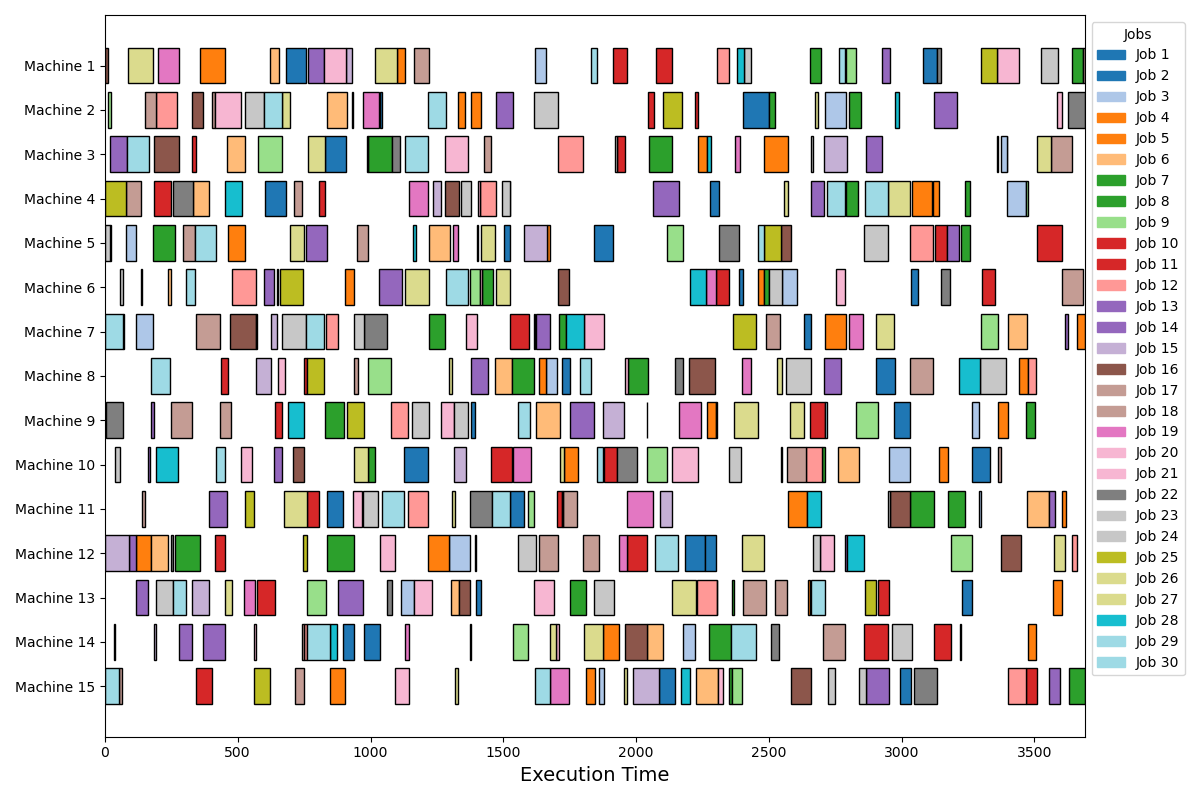 Machine 1
Machine 2
Machine 3
Machine 4
Machine 5
Machine 6
Machine 7
Machine 8
Machine 9
Machine 10
Machine 11
Machine 12
Machine 13
Machine 14
Machine 15
0 500 1000 1500 2000 2500 3000 3500
Execution Time
Jobs
Job 1
Job 2
Job 3
Job 4
Job 5
Job 6
Job 7
Job 8
Job 9
Job 10
Job 11
Job 12
Job 13
Job 14
Job 15
Job 16
Job 17
Job 18
Job 19
Job 20
Job 21
Job 22
Job 23
Job 24
Job 25
Job 26
Job 27
Job 28
Job 29
Job 30